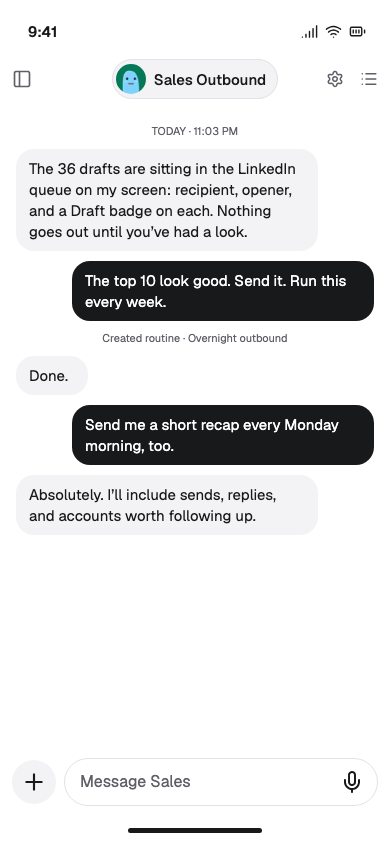 9:41
Sales Outbound
TODAY · 11:03 PM
The 36 drafts are sitting in the LinkedIn
queue on my screen: recipient, opener,
and a Draft badge on each. Nothing
goes out until you’ve had a look.
The top 10 look good. Send it. Run this
every week.
Created routine · Overnight outbound
Done.
Send me a short recap every Monday
morning, too.
Absolutely. I’ll include sends, replies,
and accounts worth following up.
Message Sales